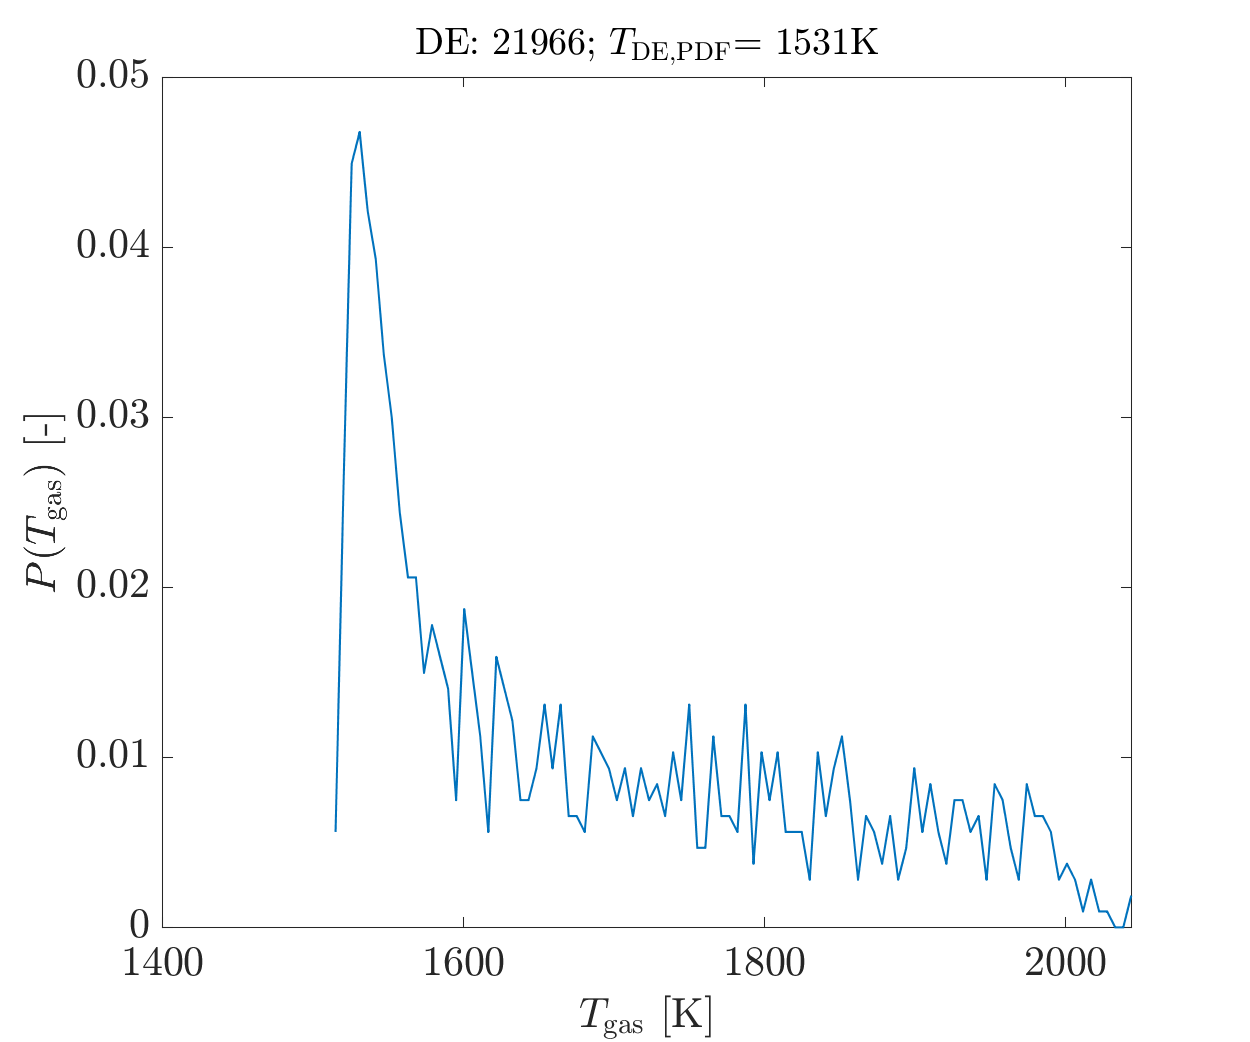 DE: 21966; T_DE,PDF= 1531K
0.05
0.04
0.03
0.02
0.01
0
P(T_gas) [-]
1400 1600 1800 2000
T_gas [K]